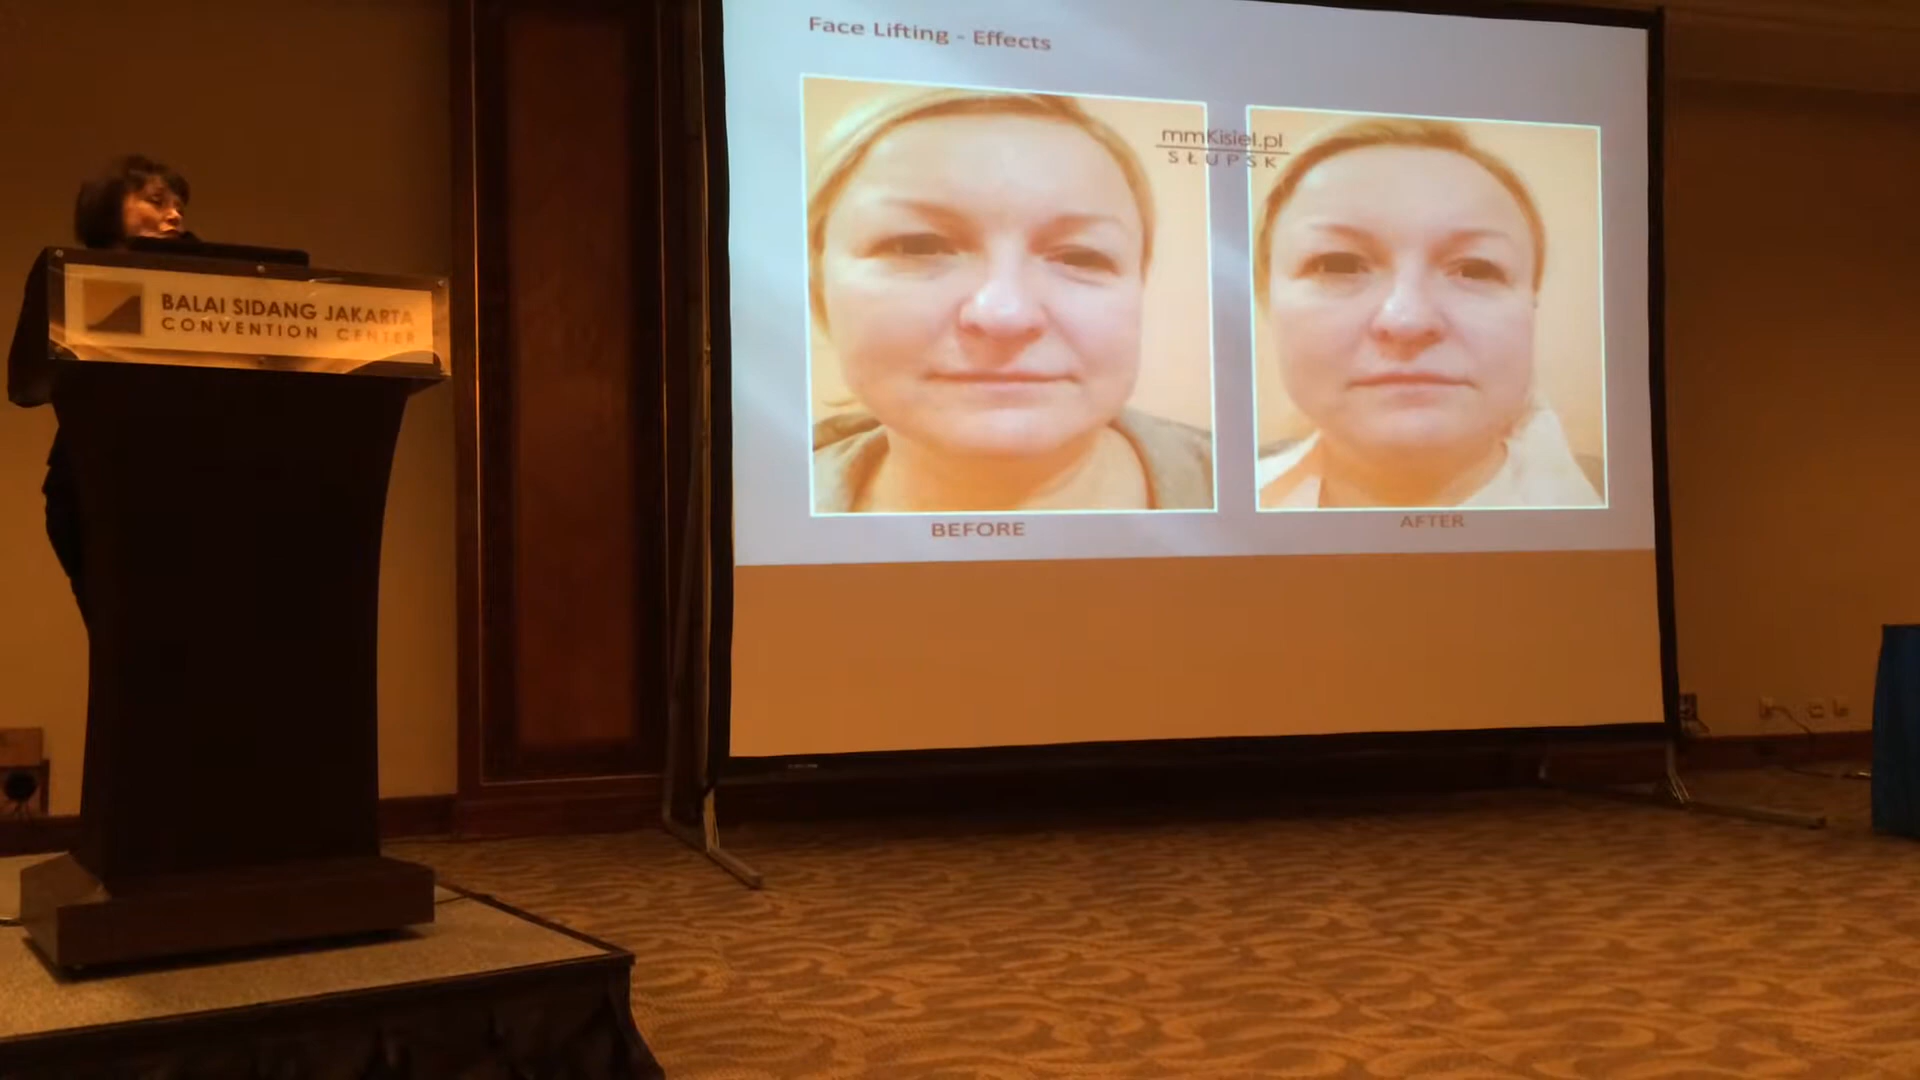 Face Lifting - Effects
mmKisiel.pl
SŁUPSK
BEFORE
AFTER
BALAI SIDANG JAKARTA
CONVENTION CENTER